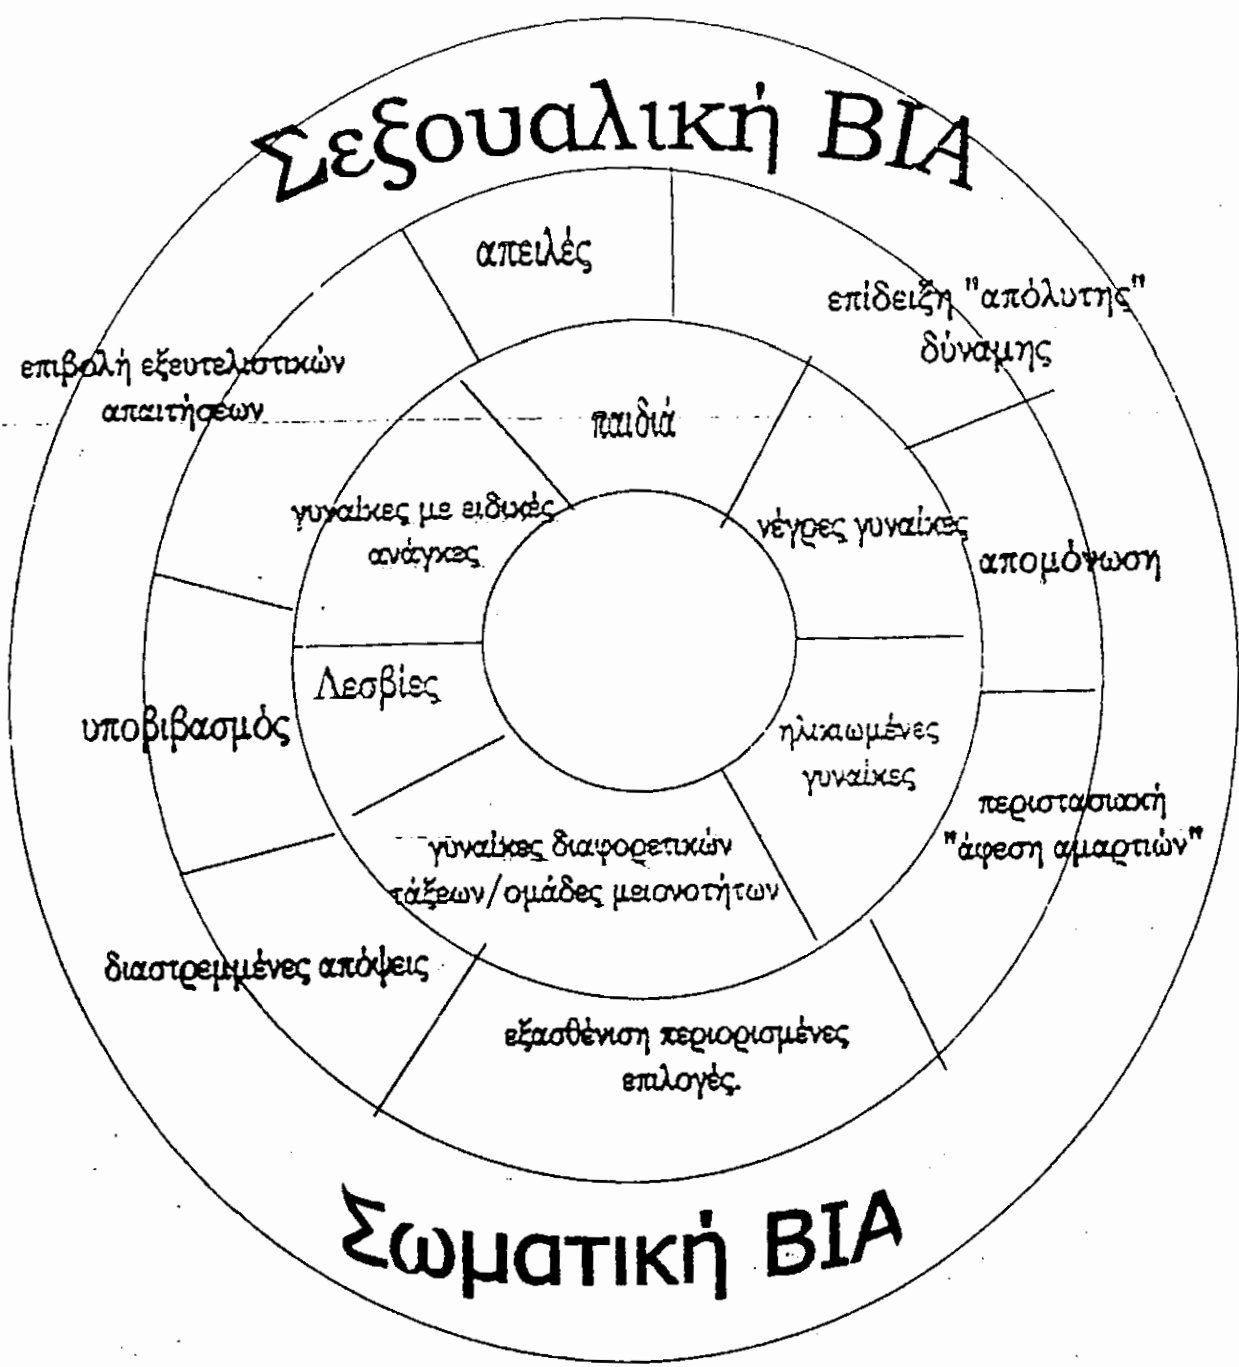 Σεξουαλική ΒΙΑ
απειλές
επίδειξη "απόλυτης"
δύναμης
επιβολή εξευτελιστικών
απαιτήσεων
παιδιά
γυναίκες με ειδικές
ανάγκες
νέγρες γυναίκες
απομόνωση
Λεσβίες
υποβιβασμός
ηλικιωμένες
γυναίκες
περιστασιακή
"άφεση αμαρτιών"
γυναίκες διαφορετικών
τάξεων/ομάδες μειονοτήτων
διαστρεμμένες απόψεις
εξασθένιση περιορισμένες
επιλογές.
Σωματική ΒΙΑ